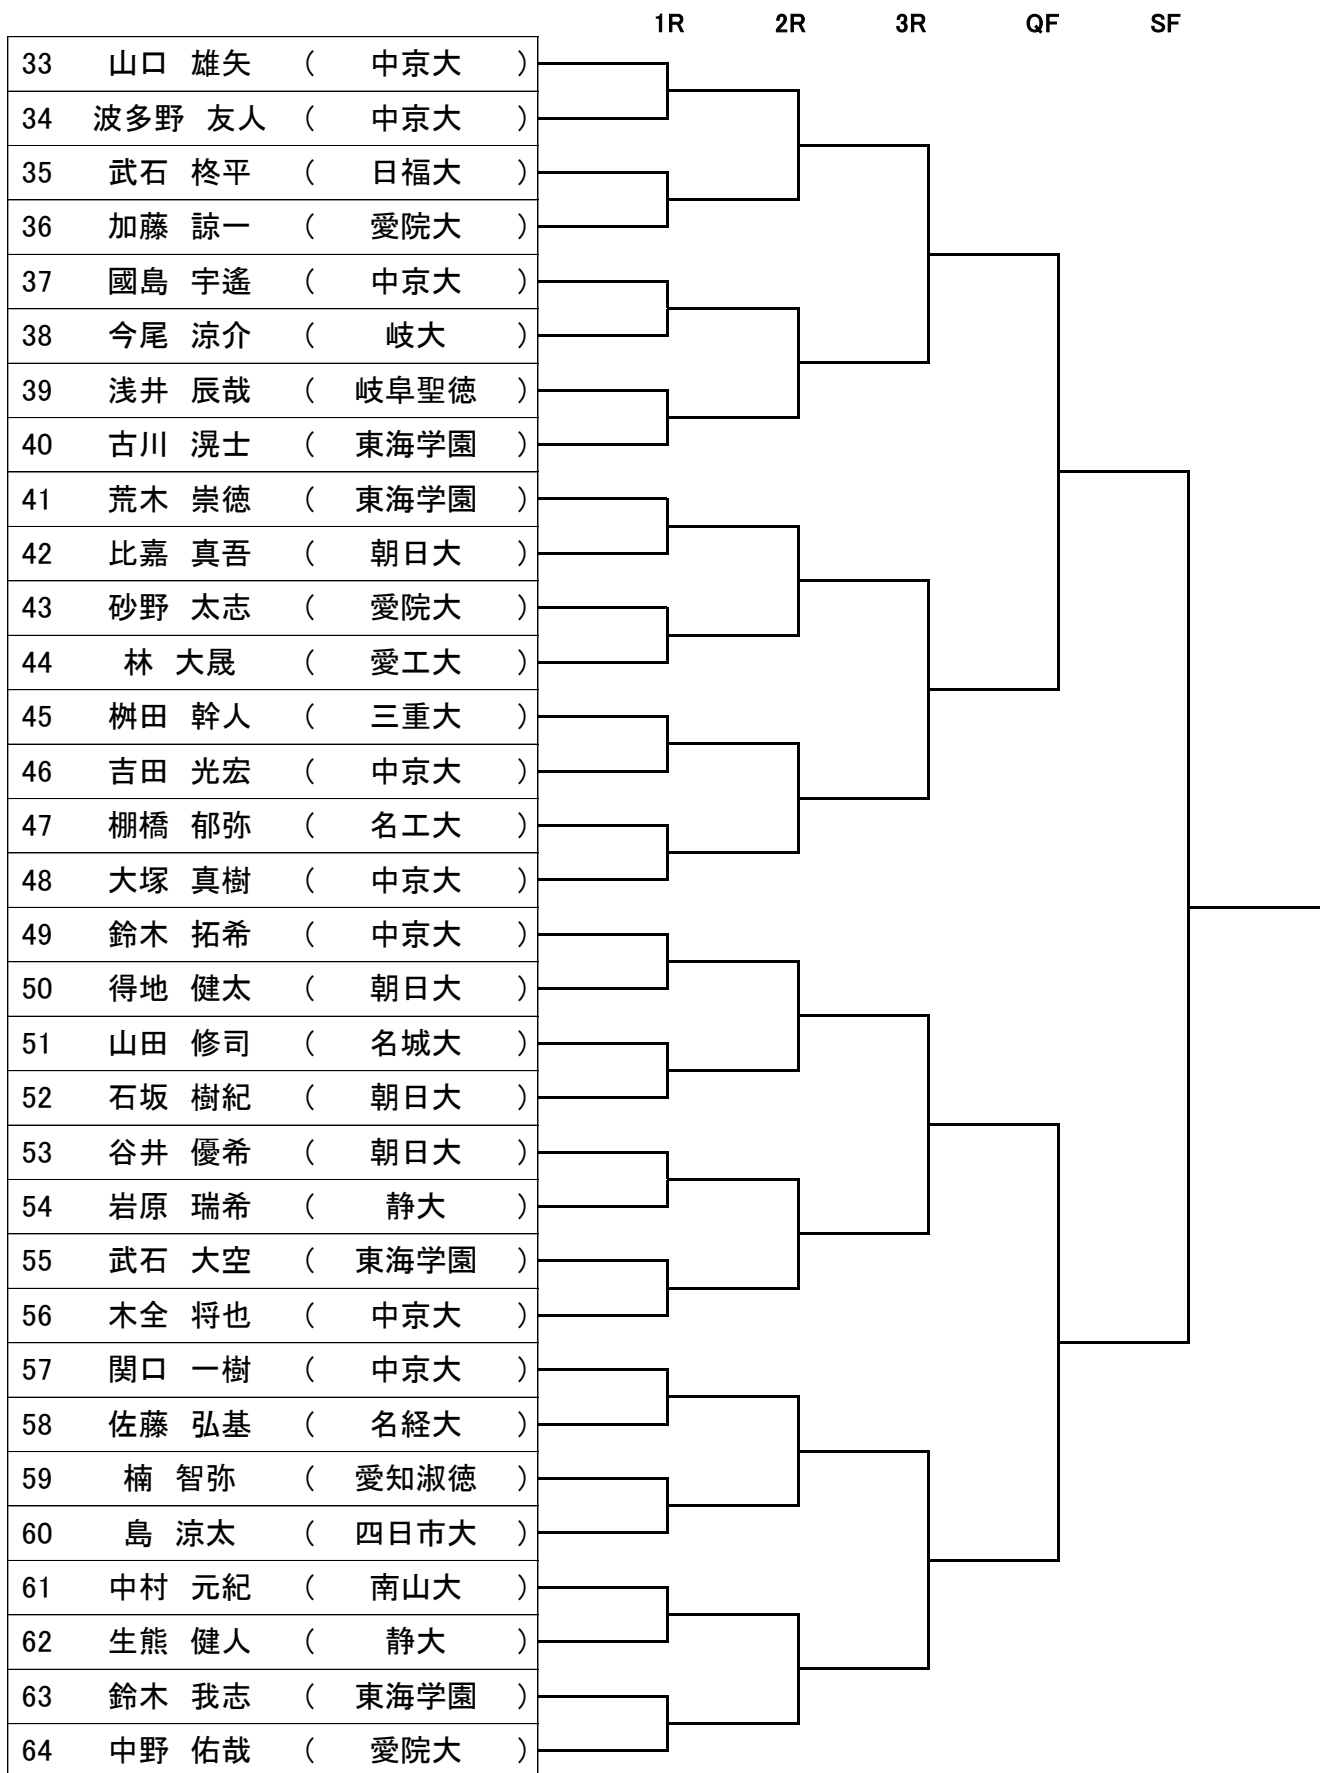 1R 2R 3R QF SF
33 山口 雄矢 ( 中京大 )
34 波多野 友人 ( 中京大 )
35 武石 柊平 ( 日福大 )
36 加藤 諒一 ( 愛院大 )
37 國島 宇遙 ( 中京大 )
38 今尾 涼介 ( 岐大 )
39 浅井 辰哉 ( 岐阜聖徳 )
40 古川 滉士 ( 東海学園 )
41 荒木 崇徳 ( 東海学園 )
42 比嘉 真吾 ( 朝日大 )
43 砂野 太志 ( 愛院大 )
44 林 大晟 ( 愛工大 )
45 桝田 幹人 ( 三重大 )
46 吉田 光宏 ( 中京大 )
47 棚橋 郁弥 ( 名工大 )
48 大塚 真樹 ( 中京大 )
49 鈴木 拓希 ( 中京大 )
50 得地 健太 ( 朝日大 )
51 山田 修司 ( 名城大 )
52 石坂 樹紀 ( 朝日大 )
53 谷井 優希 ( 朝日大 )
54 岩原 瑞希 ( 静大 )
55 武石 大空 ( 東海学園 )
56 木全 将也 ( 中京大 )
57 関口 一樹 ( 中京大 )
58 佐藤 弘基 ( 名経大 )
59 楠 智弥 ( 愛知淑徳 )
60 島 涼太 ( 四日市大 )
61 中村 元紀 ( 南山大 )
62 生熊 健人 ( 静大 )
63 鈴木 我志 ( 東海学園 )
64 中野 佑哉 ( 愛院大 )